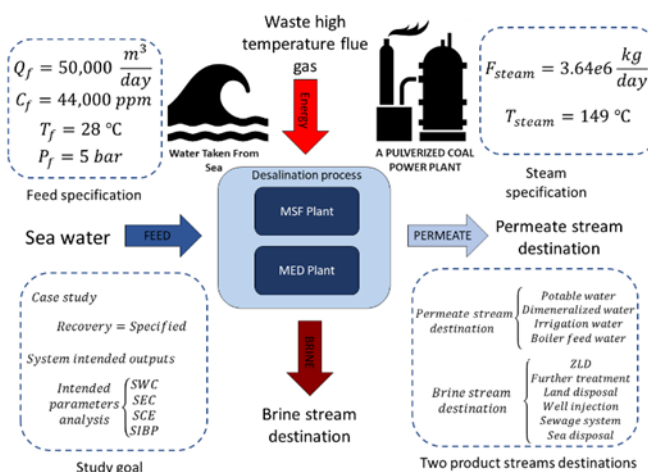 Q_f = 50,000 m³/day
C_f = 44,000 ppm
T_f = 28 °C
P_f = 5 bar
Feed specification
Water Taken From
Sea
Waste high
temperature flue
gas
Energy
A PULVERIZED COAL
POWER PLANT
F_steam = 3.64e6 kg/day
T_steam = 149 °C
Steam
specification
Desalination process
MSF Plant
MED Plant
Sea water
FEED
PERMEATE
Permeate stream
destination
BRINE
Brine stream
destination
Case study
Recovery = Specified
System intended outputs
Intended
parameters
analysis
SWC
SEC
SCE
SIBP
Study goal
Permeate stream
destination
Potable water
Dimeneralized water
Irrigation water
Boiler feed water
Brine stream
destination
ZLD
Further treatment
Land disposal
Well injection
Sewage system
Sea disposal
Two product streams destinations